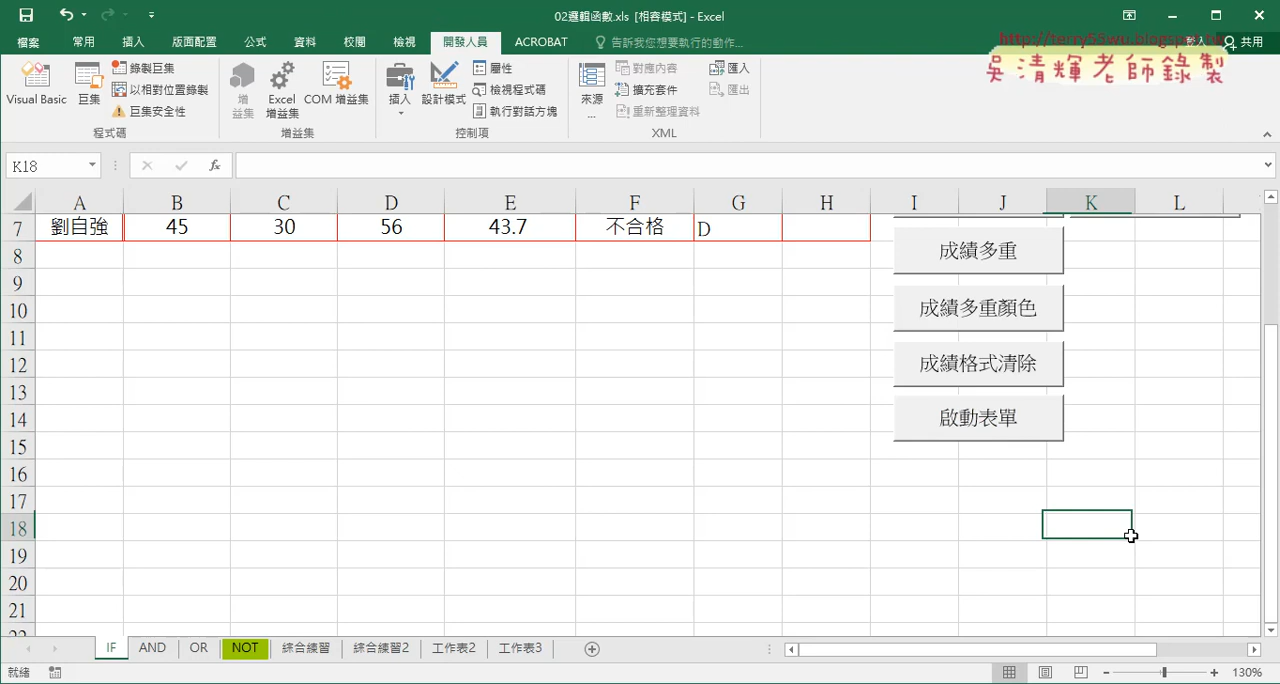 02邏輯函數.xls [相容模式] - Excel
http://terry55wu.blogspot.tw
吳清輝老師錄製
檔案 常用 插入 版面配置 公式 資料 校閱 檢視 開發人員 ACROBAT 告訴我您想要執行的動作... 登入 共用
Visual Basic 巨集 錄製巨集 以相對位置錄製 巨集安全性 增益集 Excel 增益集 COM 增益集 插入 設計模式 屬性 檢視程式碼 執行對話方塊 來源... 對應內容 擴充套件 重新整理資料 匯入 匯出
程式碼 增益集 控制項 XML
K18 fx
A B C D E F G H I J K L
7 劉自強 45 30 56 43.7 不合格 D
8
9
10
11
12
13
14
15
16
17
18
19
20
21
22
成績多重
成績多重顏色
成績格式清除
啟動表單
IF AND OR NOT 綜合練習 綜合練習2 工作表2 工作表3
就緒 130%